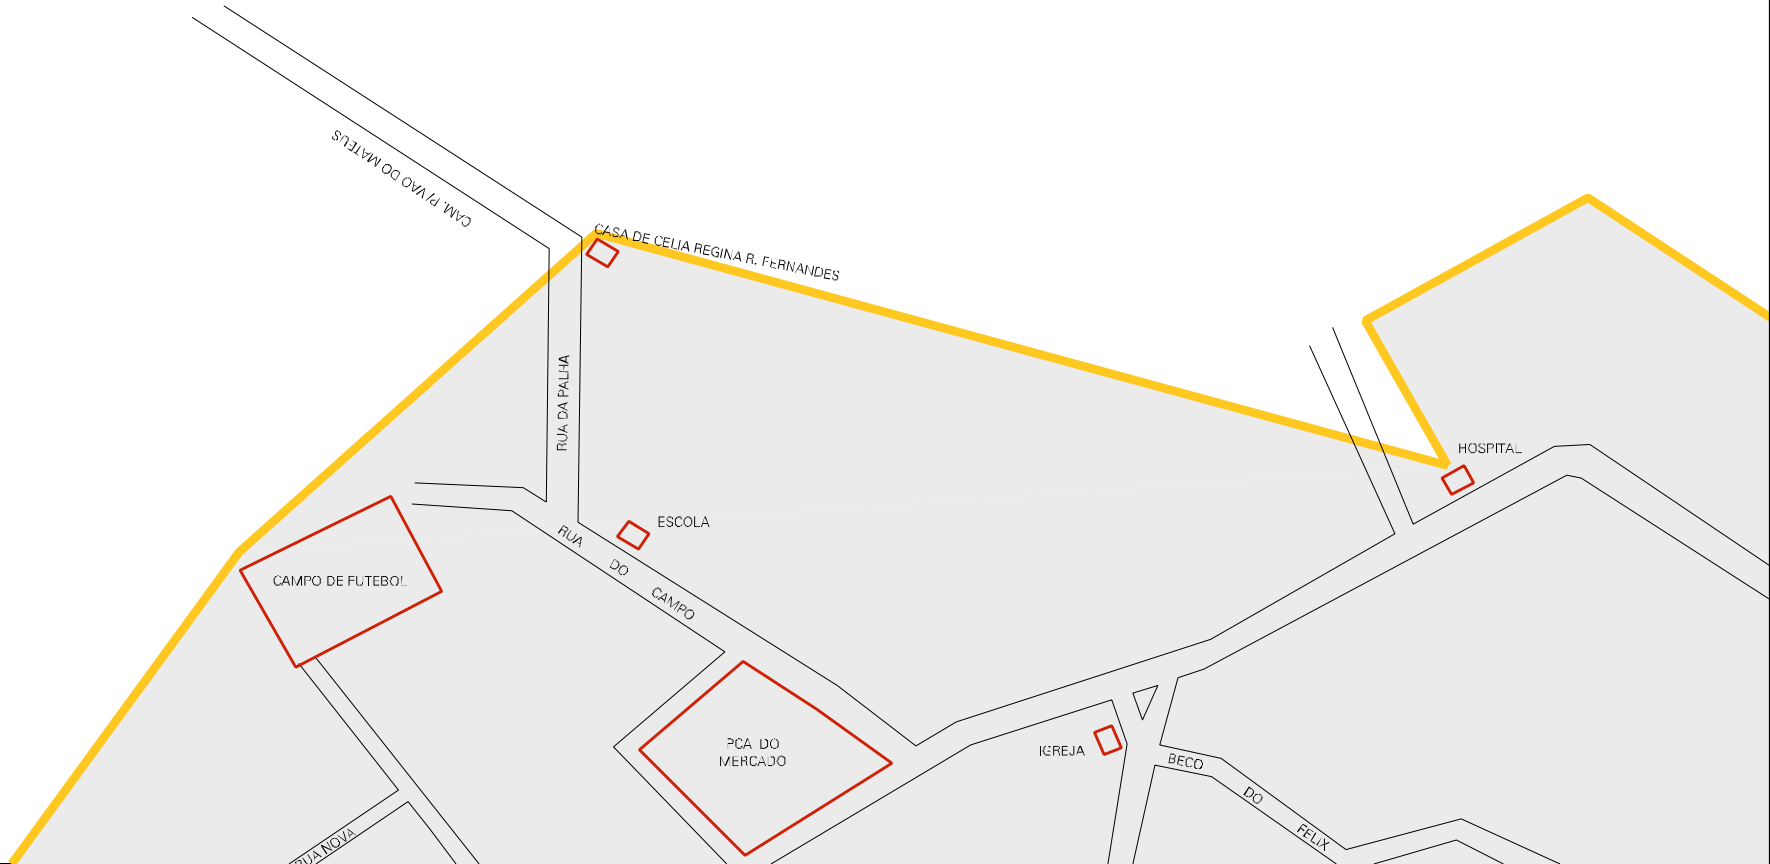 CAM. P/ VAO DO MATEUS
CASA DE CELIA REGINA R. FERNANDES
RUA DA PALHA
HOSPITAL
ESCOLA
RUA DO CAMPO
CAMPO DE FUTEBOL
PCA DO
MERCADO
IGREJA
BECO DO FELIX
RUA NOVA